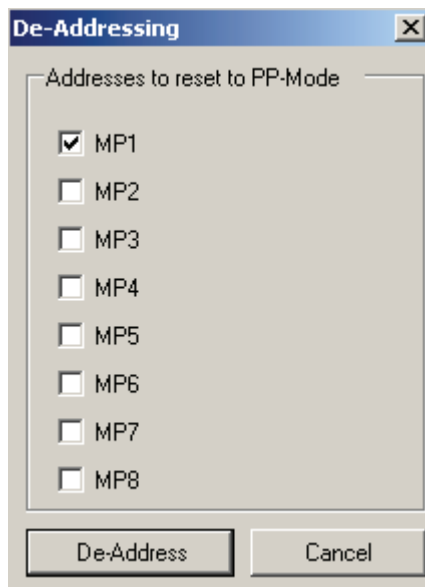 De-Addressing
Addresses to reset to PP-Mode
MP1
MP2
MP3
MP4
MP5
MP6
MP7
MP8
De-Address Cancel